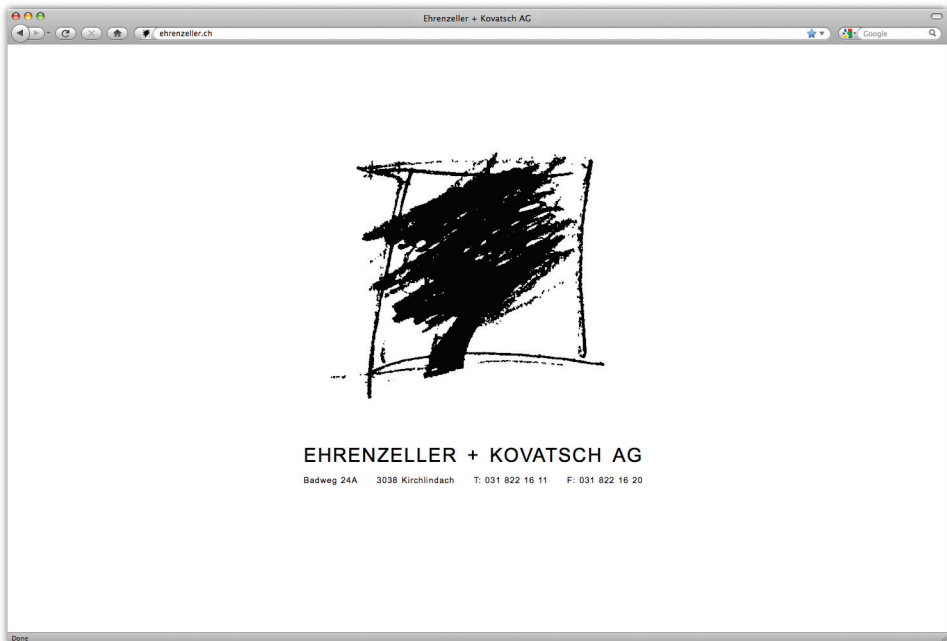 Ehrenzeller + Kovatsch AG
ehrenzeller.ch
Google
EHRENZELLER + KOVATSCH AG
Badweg 24A 3038 Kirchlindach T: 031 822 16 11 F: 031 822 16 20
Done